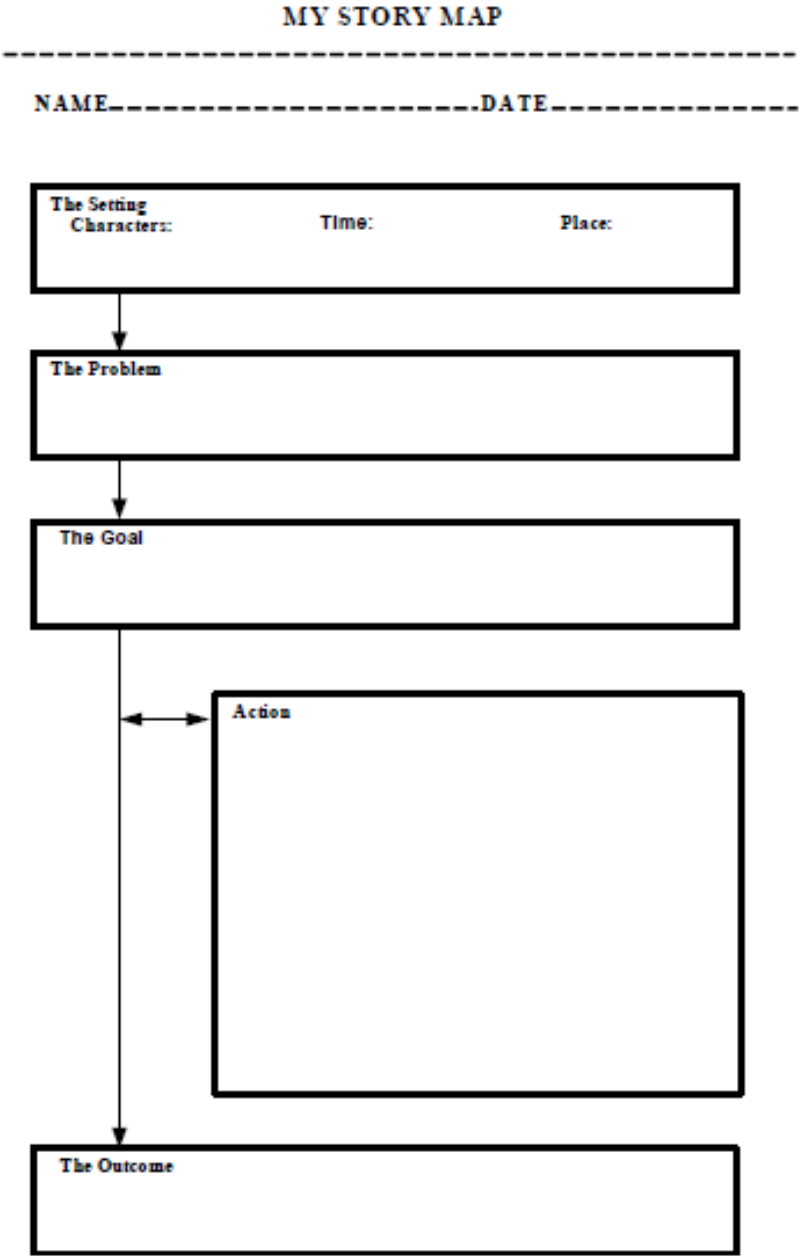 MY STORY MAP
NAME DATE
The Setting
Characters: Time: Place:
The Problem
The Goal
Action
The Outcome